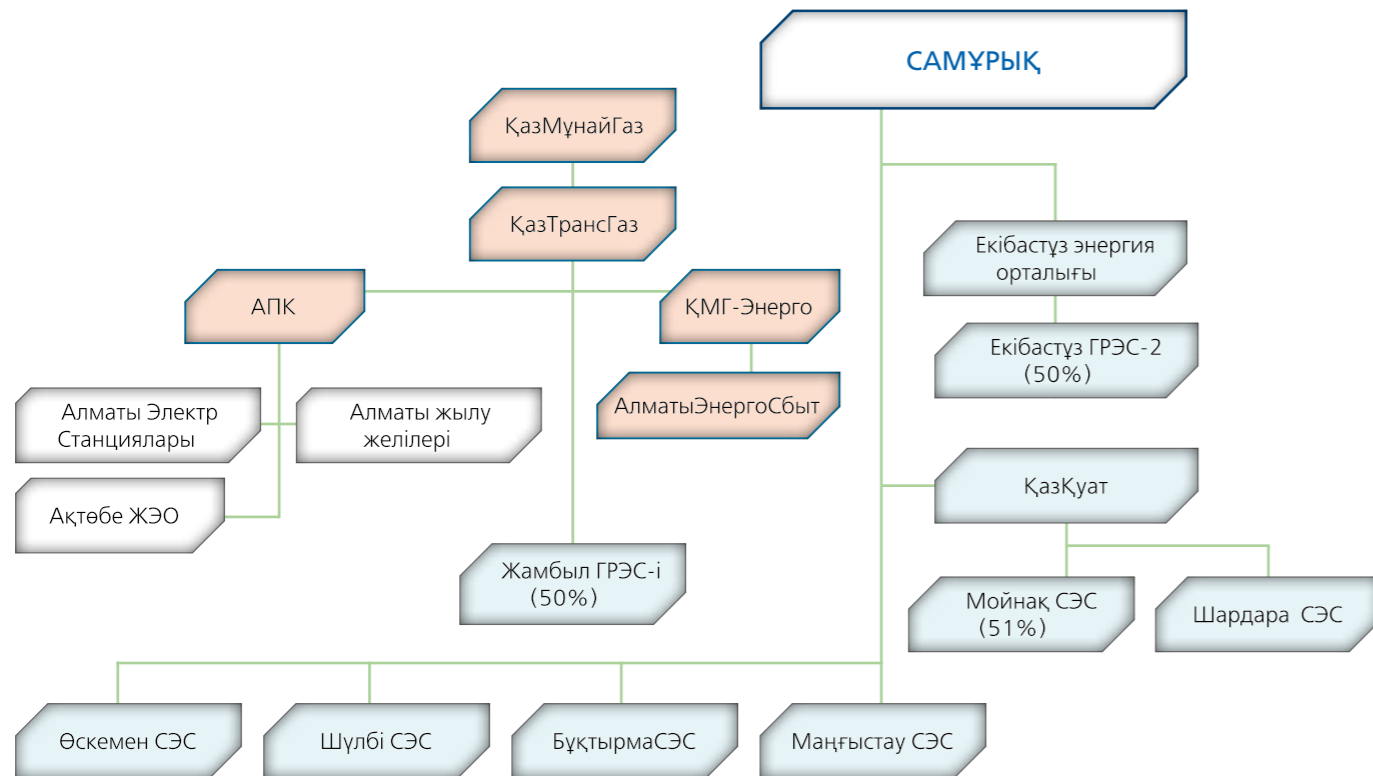 САМҰРЫҚ
ҚазМұнайГаз
ҚазТрансГаз
Екібастұз энергия
орталығы
АПК
ҚМГ-Энерго
Екібастұз ГРЭС-2
(50%)
Алматы Электр
Станциялары
Алматы жылу
желілері
АлматыЭнергоСбыт
ҚазҚуат
Ақтөбе ЖЭО
Жамбыл ГРЭС-і
(50%)
Мойнақ СЭС
(51%)
Шардара СЭС
Өскемен СЭС
Шүлбі СЭС
БұқтырмаСЭС
Маңғыстау СЭС